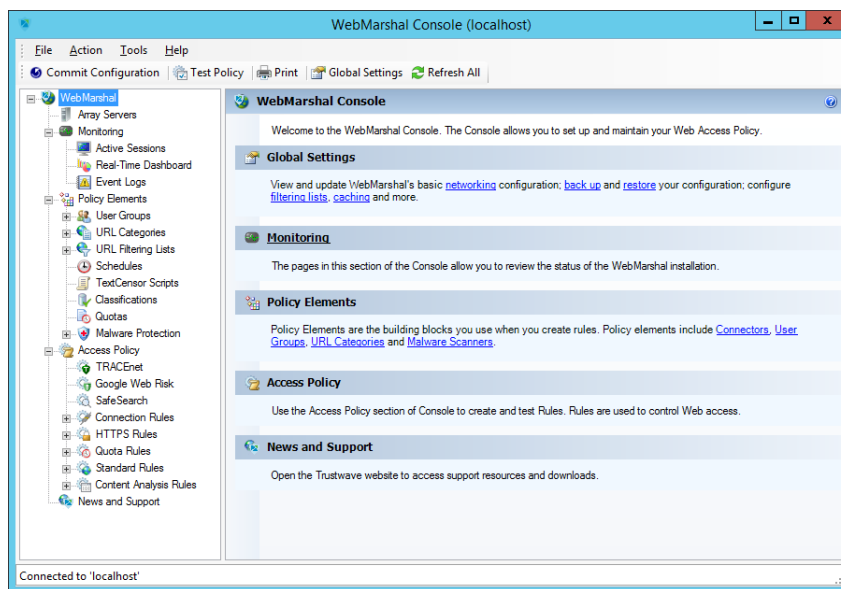 WebMarshal Console (localhost)
File Action Tools Help
Commit Configuration Test Policy Print Global Settings Refresh All
WebMarshal
Array Servers
Monitoring
Active Sessions
Real-Time Dashboard
Event Logs
Policy Elements
User Groups
URL Categories
URL Filtering Lists
Schedules
TextCensor Scripts
Classifications
Quotas
Malware Protection
Access Policy
TRACEnet
Google Web Risk
SafeSearch
Connection Rules
HTTPS Rules
Quota Rules
Standard Rules
Content Analysis Rules
News and Support
WebMarshal Console
Welcome to the WebMarshal Console. The Console allows you to set up and maintain your Web Access Policy.
Global Settings
View and update WebMarshal's basic networking configuration; back up and restore your configuration; configure
filtering lists, caching and more.
Monitoring
The pages in this section of the Console allow you to review the status of the WebMarshal installation.
Policy Elements
Policy Elements are the building blocks you use when you create rules. Policy elements include Connectors, User
Groups, URL Categories and Malware Scanners.
Access Policy
Use the Access Policy section of Console to create and test Rules. Rules are used to control Web access.
News and Support
Open the Trustwave website to access support resources and downloads.
Connected to 'localhost'